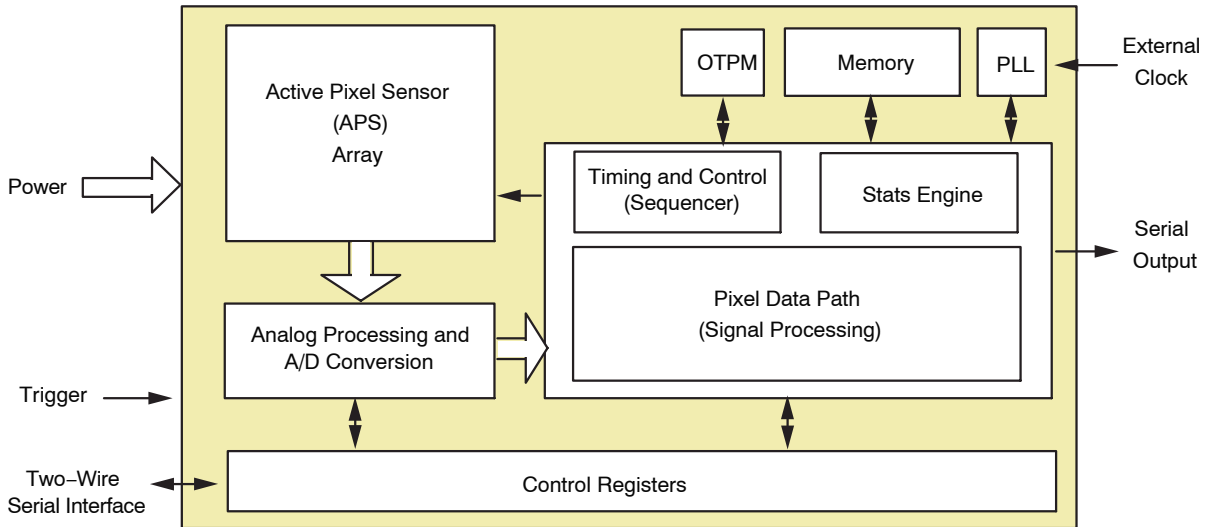 Active Pixel Sensor
(APS)
Array
OTPM
Memory
PLL
External
Clock
Power
Timing and Control
(Sequencer)
Stats Engine
Serial
Output
Pixel Data Path
(Signal Processing)
Analog Processing and
A/D Conversion
Trigger
Two−Wire
Serial Interface
Control Registers